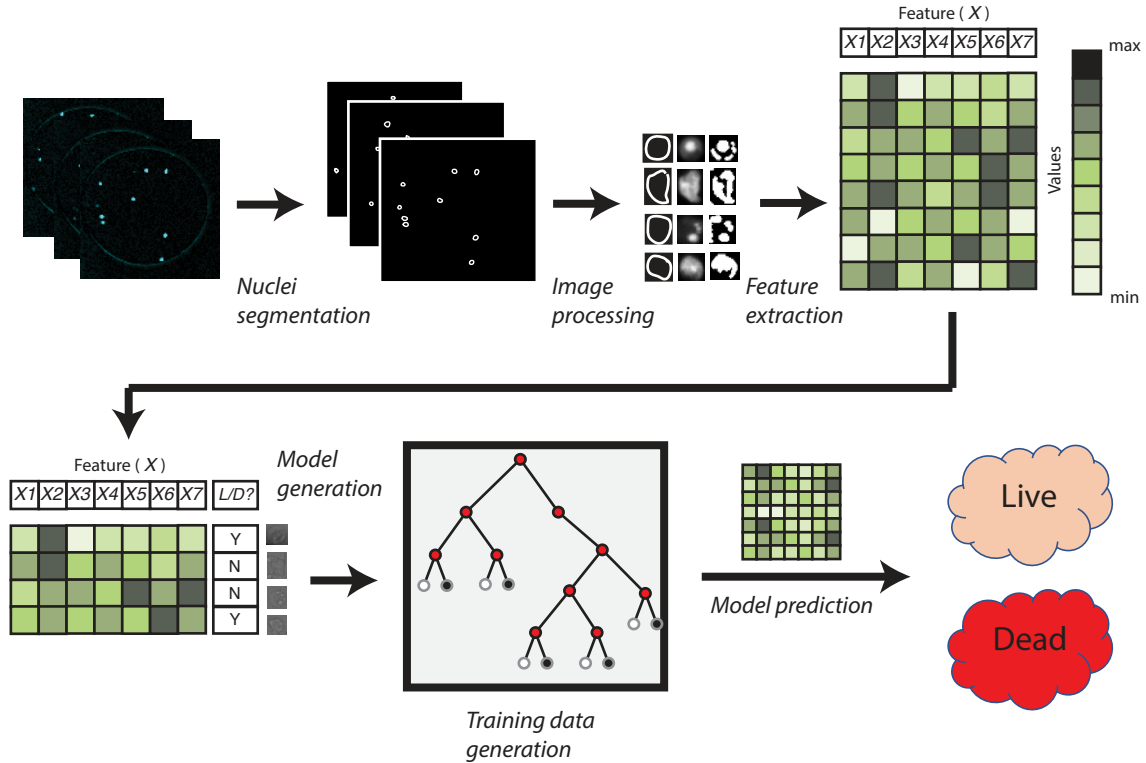 Feature ( X )
X1 X2 X3 X4 X5 X6 X7
max
Values
min
Nuclei
segmentation
Image
processing
Feature
extraction
Feature ( X )
X1 X2 X3 X4 X5 X6 X7 L/D?
Y
N
N
Y
Model
generation
Training data
generation
Model prediction
Live
Dead